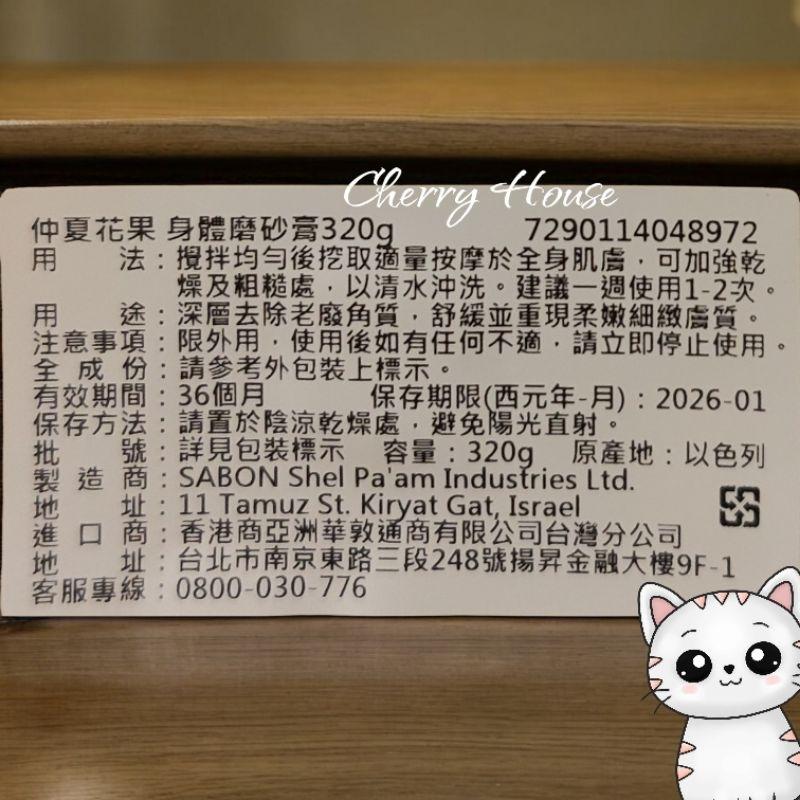 Cherry House
仲夏花果 身體磨砂膏320g 7290114048972
用 法：攪拌均勻後挖取適量按摩於全身肌膚，可加強乾
燥及粗糙處，以清水沖洗。建議一週使用1-2次。
用 途：深層去除老廢角質，舒緩並重現柔嫩細緻膚質。
注意事項：限外用，使用後如有任何不適，請立即停止使用。
全 成 份：請參考外包裝上標示。
有效期間：36個月 保存期限(西元年-月)：2026-01
保存方法：請置於陰涼乾燥處，避免陽光直射。
批 號：詳見包裝標示 容量：320g 原產地：以色列
製 造 商：SABON Shel Pa'am Industries Ltd.
地 址：11 Tamuz St. Kiryat Gat, Israel
進 口 商：香港商亞洲華敦通商有限公司台灣分公司
地 址：台北市南京東路三段248號揚昇金融大樓9F-1
客服專線：0800-030-776